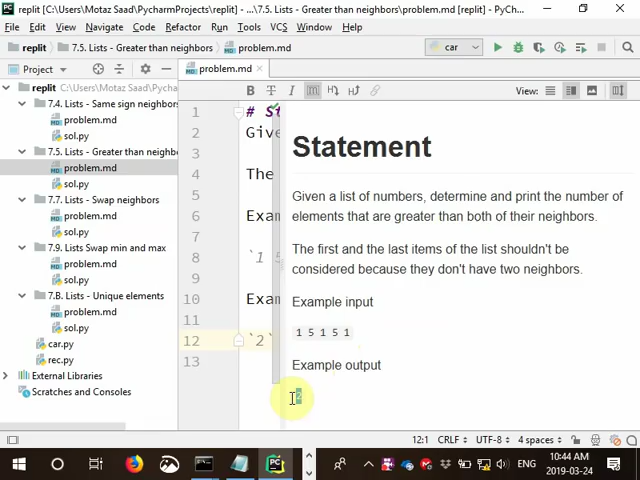 replit [C:\Users\Motaz Saad\PycharmProjects\replit] - ...\7.5. Lists - Greater than neighbors\problem.md [replit] - PyCh...
File Edit View Navigate Code Refactor Run Tools VCS Window Help
replit 7.5. Lists - Greater than neighbors problem.md car
Project problem.md
B I View:
replit C:\Users\Motaz Saad\PycharmProjects\replit
7.4. Lists - Same sign neighbors
problem.md
sol.py
7.5. Lists - Greater than neighb
problem.md
sol.py
7.7. Lists - Swap neighbors
problem.md
sol.py
7.9. Lists Swap min and max
problem.md
sol.py
7.B. Lists - Unique elements
problem.md
sol.py
car.py
rec.py
External Libraries
Scratches and Consoles
1 # St
2 Give
3
4 The
5
6 Exam
7
8 `1 5
9
10 Exam
11
12 `2`
13
Statement
Given a list of numbers, determine and print the number of
elements that are greater than both of their neighbors.
The first and the last items of the list shouldn't be
considered because they don't have two neighbors.
Example input
1 5 1 5 1
Example output
2
12:1 CRLF UTF-8 4 spaces
ENG 10:44 AM
2019-03-24